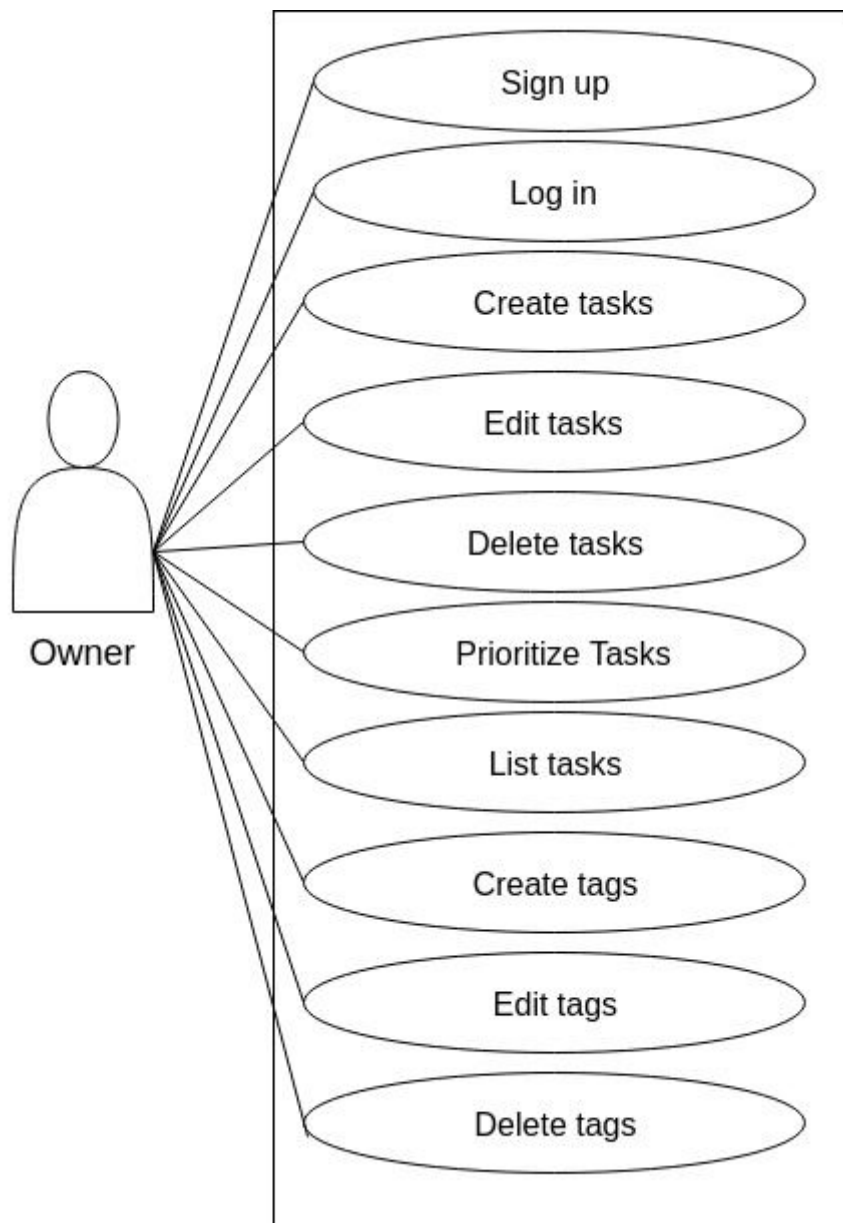 Sign up
Log in
Create tasks
Edit tasks
Delete tasks
Owner
Prioritize Tasks
List tasks
Create tags
Edit tags
Delete tags